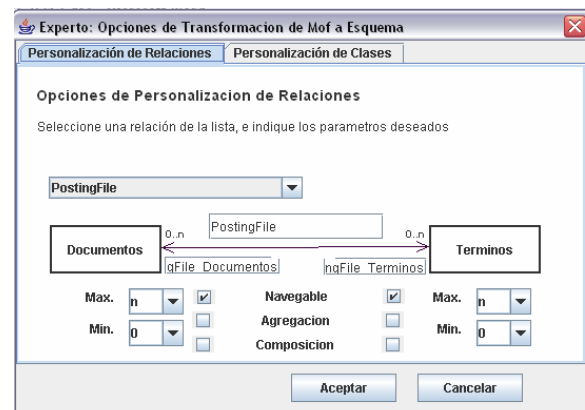 Experto: Opciones de Transformacion de Mof a Esquema
Personalización de Relaciones Personalización de Clases
Opciones de Personalizacion de Relaciones
Seleccione una relación de la lista, e indique los parametros deseados
PostingFile
0..n PostingFile 0..n
Documentos Terminos
gFile_Documentos ngFile_Terminos
Max. n Navegable Max. n
Agregacion
Min. 0 Min. 0
Composicion
Aceptar Cancelar